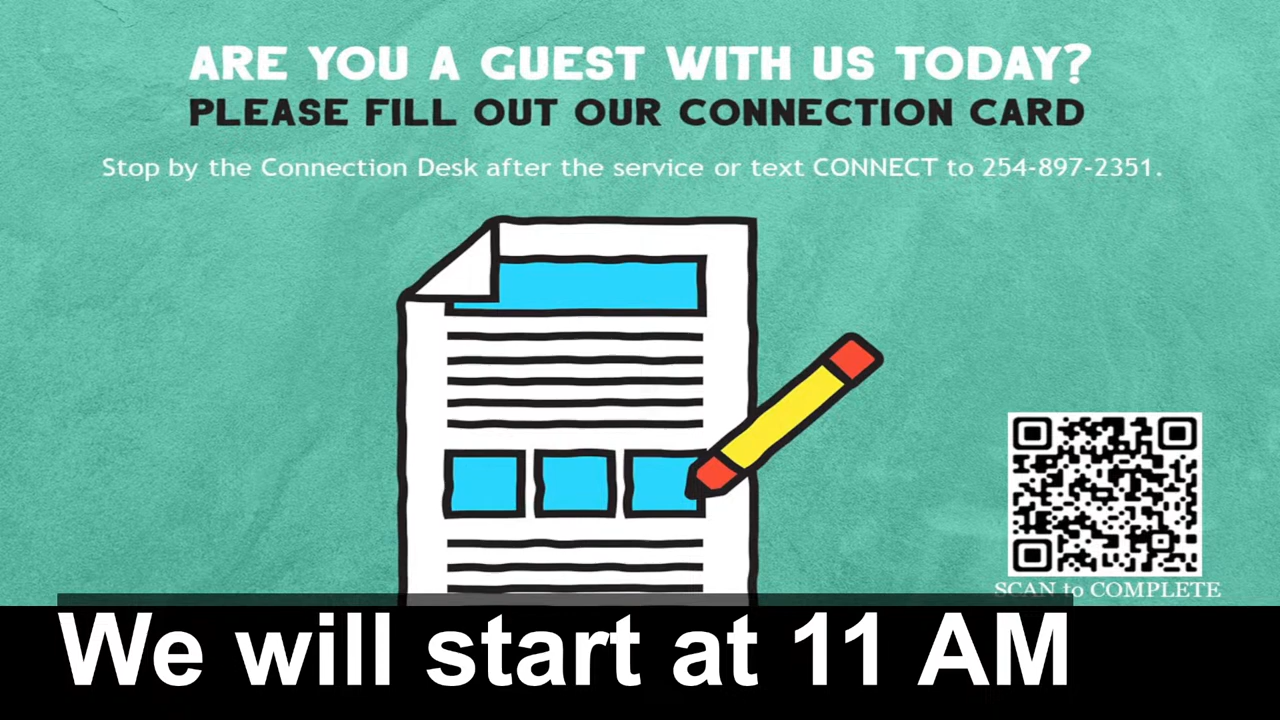 ARE YOU A GUEST WITH US TODAY?
PLEASE FILL OUT OUR CONNECTION CARD
Stop by the Connection Desk after the service or text CONNECT to 254-897-2351.
SCAN to COMPLETE
We will start at 11 AM